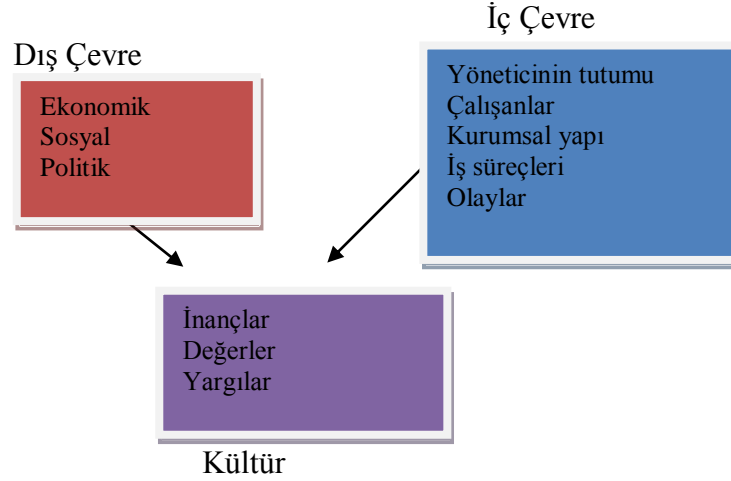 Dış Çevre
Ekonomik
Sosyal
Politik
İç Çevre
Yöneticinin tutumu
Çalışanlar
Kurumsal yapı
İş süreçleri
Olaylar
İnançlar
Değerler
Yargılar
Kültür